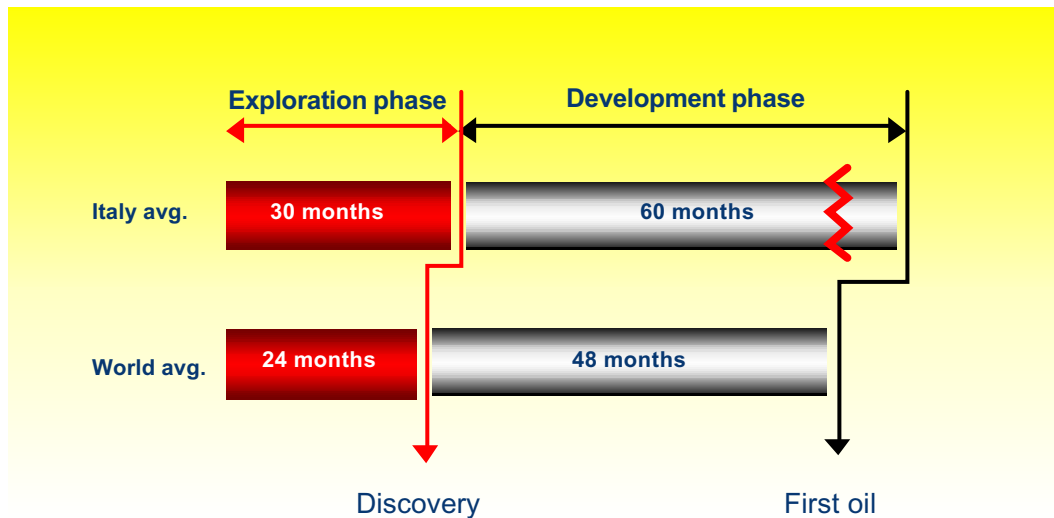 Exploration phase
Development phase
Italy avg.
30 months
60 months
World avg.
24 months
48 months
Discovery
First oil